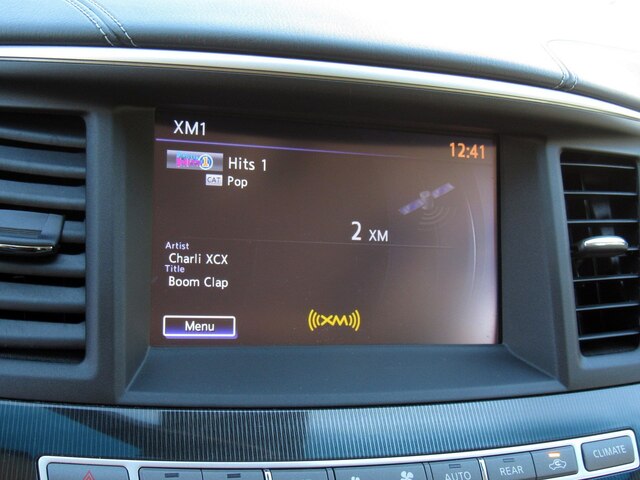 XM1
12:41
Hits 1
CAT Pop
2 XM
Artist
Charli XCX
Title
Boom Clap
Menu
((XM))
AUTO
REAR
CLIMATE